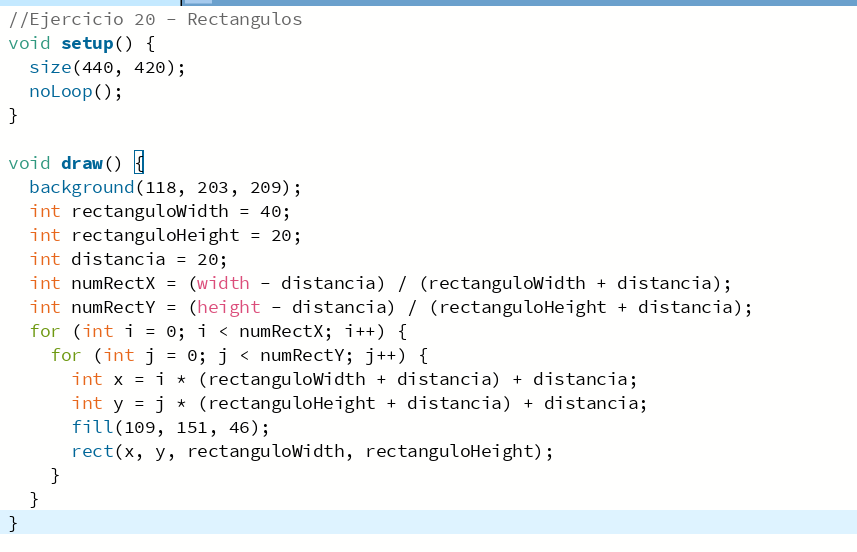 //Ejercicio 20 - Rectangulos
void setup() {
  size(440, 420);
  noLoop();
}

void draw() {
  background(118, 203, 209);
  int rectanguloWidth = 40;
  int rectanguloHeight = 20;
  int distancia = 20;
  int numRectX = (width - distancia) / (rectanguloWidth + distancia);
  int numRectY = (height - distancia) / (rectanguloHeight + distancia);
  for (int i = 0; i < numRectX; i++) {
    for (int j = 0; j < numRectY; j++) {
      int x = i * (rectanguloWidth + distancia) + distancia;
      int y = j * (rectanguloHeight + distancia) + distancia;
      fill(109, 151, 46);
      rect(x, y, rectanguloWidth, rectanguloHeight);
    }
  }
}